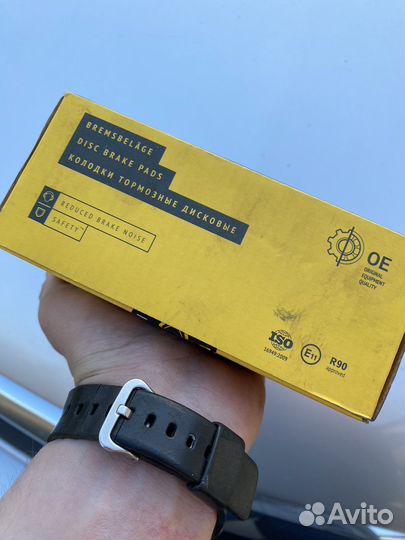 BREMSBELÄGE
DISC BRAKE PADS
КОЛОДКИ ТОРМОЗНЫЕ ДИСКОВЫЕ
REDUCED BRAKE NOISE
SAFETY™
OE
ORIGINAL
EQUIPMENT
QUALITY
ISO
16949:2009
E11
R90
approved
Avito